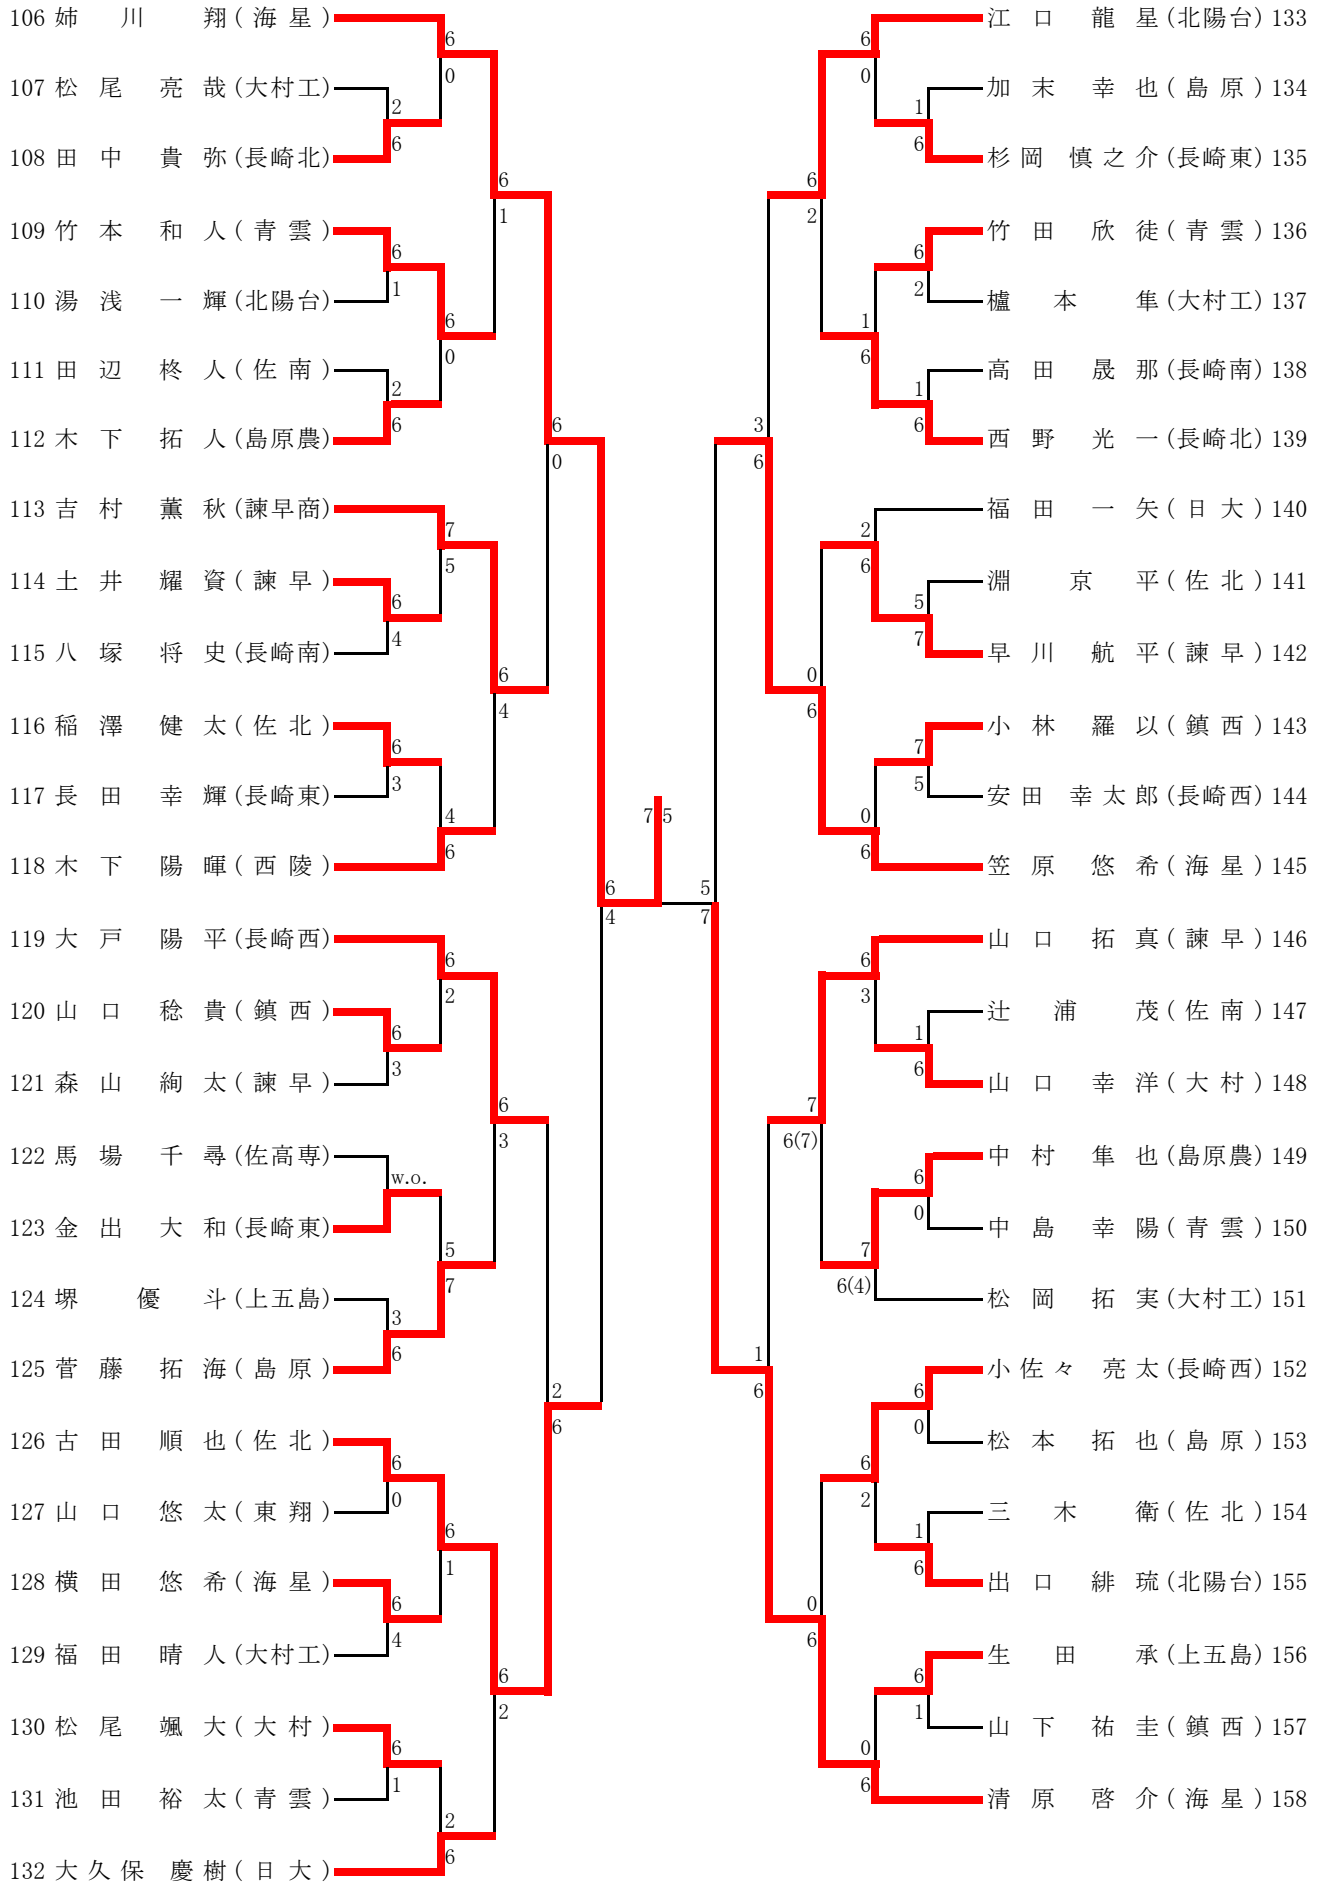 106 姉川 翔 (海星)
6
0
107 松尾 亮哉 (大村工)
2
6
108 田中 貴弥 (長崎北)
6
1
109 竹本 和人 (青雲)
6
1
110 湯浅 一輝 (北陽台)
6
0
111 田辺 柊人 (佐南)
2
6
112 木下 拓人 (島原農)
6
0
113 吉村 薫秋 (諫早商)
7
5
114 土井 耀資 (諫早)
6
4
115 八塚 将史 (長崎南)
6
4
116 稲澤 健太 (佐北)
6
3
117 長田 幸輝 (長崎東)
4
6
118 木下 陽暉 (西陵)
6
4
119 大戸 陽平 (長崎西)
6
2
120 山口 稔貴 (鎮西)
6
3
121 森山 絢太 (諫早)
6
3
122 馬場 千尋 (佐高専)
w.o.
123 金出 大和 (長崎東)
5
7
124 堺 優斗 (上五島)
3
6
125 菅藤 拓海 (島原)
2
6
126 古田 順也 (佐北)
6
0
127 山口 悠太 (東翔)
6
1
128 横田 悠希 (海星)
6
4
129 福田 晴人 (大村工)
6
2
130 松尾 颯大 (大村)
6
1
131 池田 裕太 (青雲)
2
6
132 大久保 慶樹 (日大)
7 5
江口 龍星 (北陽台) 133
6
0
加末 幸也 (島原) 134
1
6
杉岡 慎之介 (長崎東) 135
6
2
竹田 欣徒 (青雲) 136
6
2
櫨本 隼 (大村工) 137
1
6
高田 晟那 (長崎南) 138
1
6
西野 光一 (長崎北) 139
3
6
福田 一矢 (日大) 140
2
6
淵 京平 (佐北) 141
5
7
早川 航平 (諫早) 142
0
6
小林 羅以 (鎮西) 143
7
5
安田 幸太郎 (長崎西) 144
0
6
笠原 悠希 (海星) 145
5
7
山口 拓真 (諫早) 146
6
3
辻浦 茂 (佐南) 147
1
6
山口 幸洋 (大村) 148
7
6(7)
中村 隼也 (島原農) 149
6
0
中島 幸陽 (青雲) 150
7
6(4)
松岡 拓実 (大村工) 151
1
6
小佐々 亮太 (長崎西) 152
6
0
松本 拓也 (島原) 153
6
2
三木 衛 (佐北) 154
1
6
出口 緋琉 (北陽台) 155
0
6
生田 承 (上五島) 156
6
1
山下 祐圭 (鎮西) 157
0
6
清原 啓介 (海星) 158